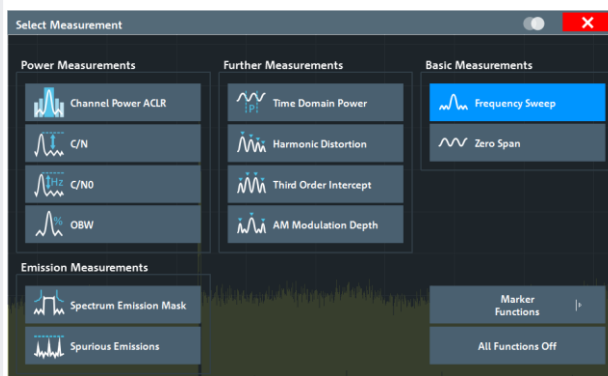 Select Measurement
Power Measurements
Channel Power ACLR
C/N
Hz
C/N0
%
OBW
Further Measurements
P
Time Domain Power
Harmonic Distortion
Third Order Intercept
AM Modulation Depth
Basic Measurements
Frequency Sweep
Zero Span
Emission Measurements
Spectrum Emission Mask
Spurious Emissions
Marker
Functions
All Functions Off